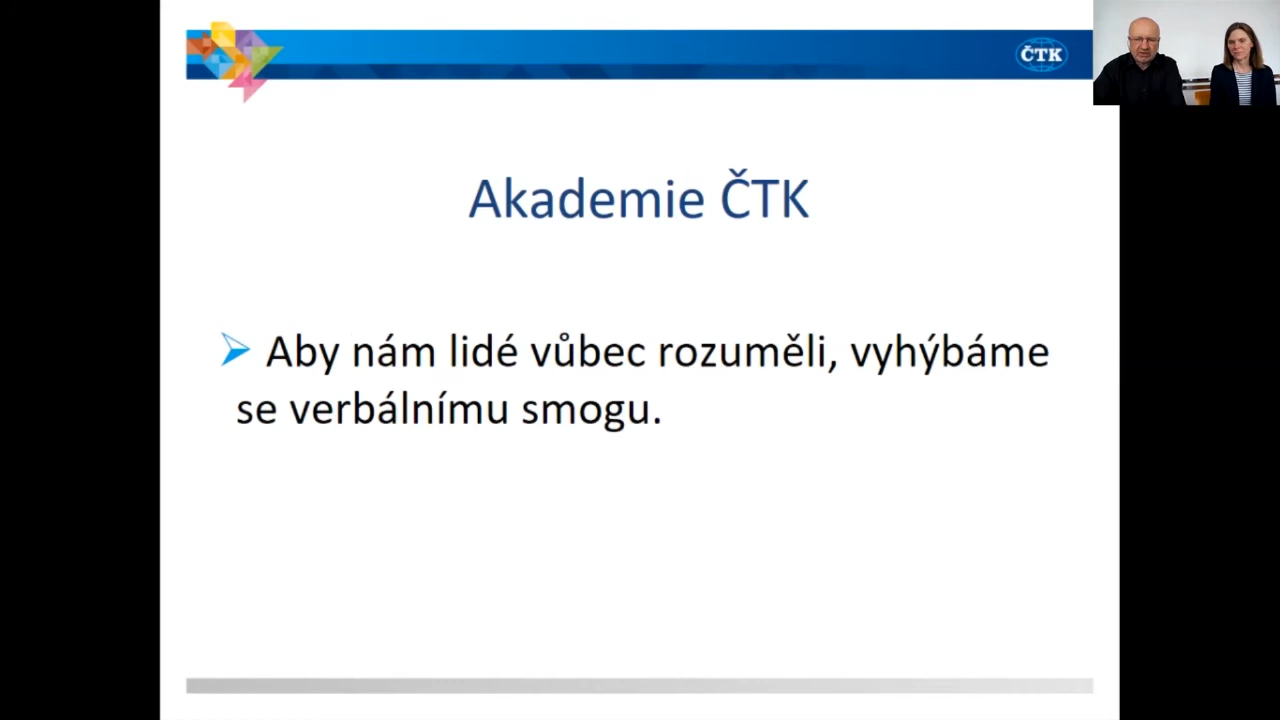 ČTK
Akademie ČTK
Aby nám lidé vůbec rozuměli, vyhýbáme
se verbálnímu smogu.